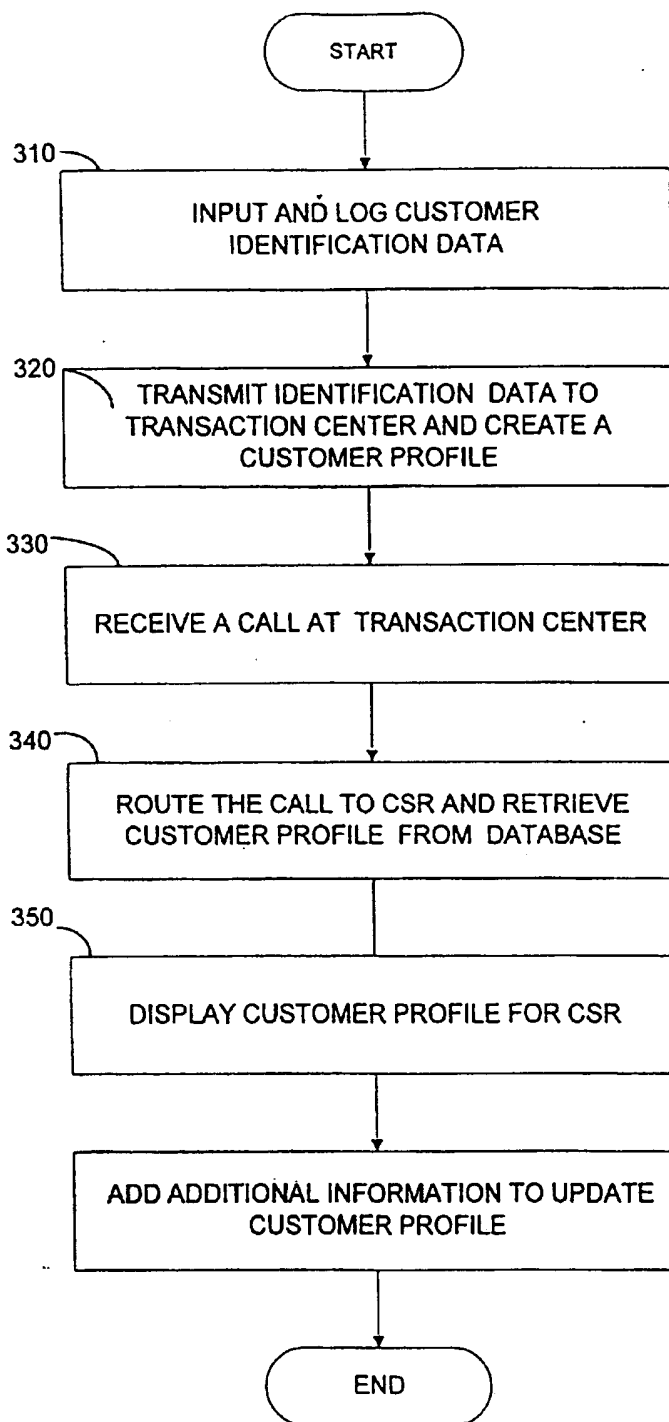 START
310
INPUT AND LOG CUSTOMER
IDENTIFICATION DATA
320
TRANSMIT IDENTIFICATION DATA TO
TRANSACTION CENTER AND CREATE A
CUSTOMER PROFILE
330
RECEIVE A CALL AT TRANSACTION CENTER
340
ROUTE THE CALL TO CSR AND RETRIEVE
CUSTOMER PROFILE FROM DATABASE
350
DISPLAY CUSTOMER PROFILE FOR CSR
ADD ADDITIONAL INFORMATION TO UPDATE
CUSTOMER PROFILE
END